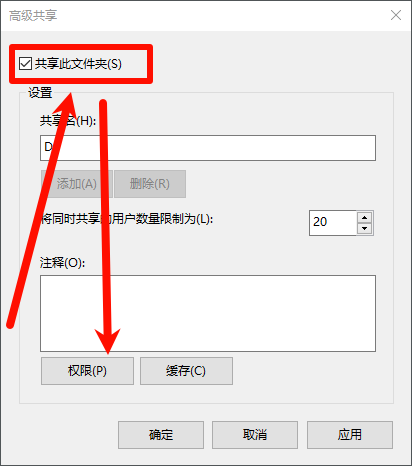 高级共享
共享此文件夹(S)
设置
共享名(H):
D
添加(A) 删除(R)
将同时共享的用户数量限制为(L): 20
注释(O):
权限(P) 缓存(C)
确定 取消 应用